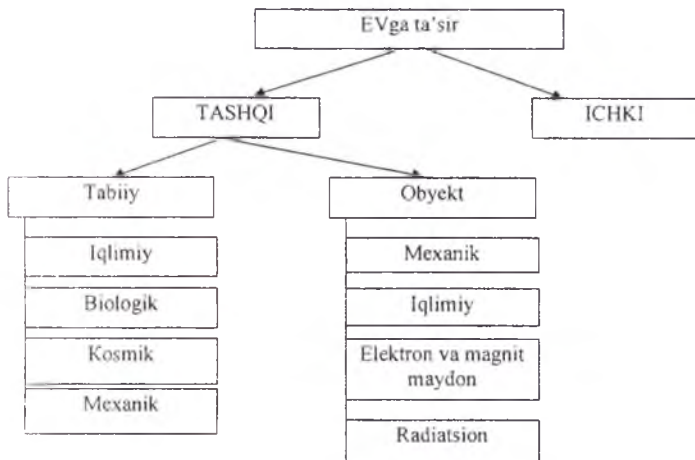 EVga ta'sir
TASHQI
ICHKI
Tabiiy
Obyekt
Iqlimiy
Biologik
Kosmik
Mexanik
Mexanik
Iqlimiy
Elektron va magnit
maydon
Radiatsion